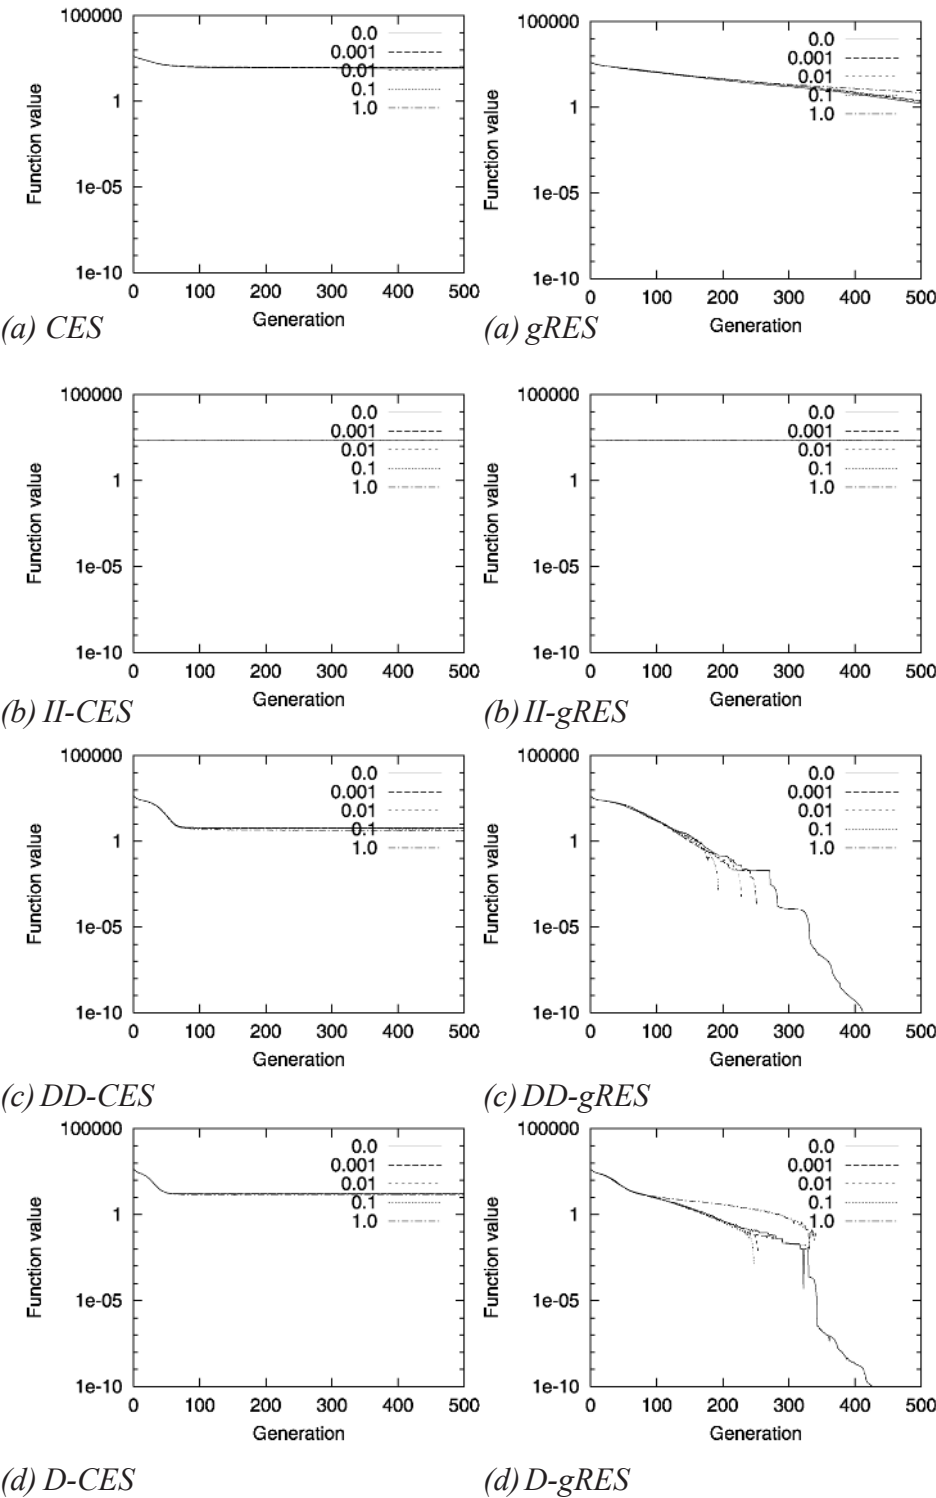 100000
1
1e-05
1e-10
Function value
0.0
0.001
0.01
0.1
1.0
0 100 200 300 400 500
Generation
(a) CES
100000
1
1e-05
1e-10
Function value
0.0
0.001
0.01
0.1
1.0
0 100 200 300 400 500
Generation
(a) gRES
100000
1
1e-05
1e-10
Function value
0.0
0.001
0.01
0.1
1.0
0 100 200 300 400 500
Generation
(b) II-CES
100000
1
1e-05
1e-10
Function value
0.0
0.001
0.01
0.1
1.0
0 100 200 300 400 500
Generation
(b) II-gRES
100000
1
1e-05
1e-10
Function value
0.0
0.001
0.01
0.1
1.0
0 100 200 300 400 500
Generation
(c) DD-CES
100000
1
1e-05
1e-10
Function value
0.0
0.001
0.01
0.1
1.0
0 100 200 300 400 500
Generation
(c) DD-gRES
100000
1
1e-05
1e-10
Function value
0.0
0.001
0.01
0.1
1.0
0 100 200 300 400 500
Generation
(d) D-CES
100000
1
1e-05
1e-10
Function value
0.0
0.001
0.01
0.1
1.0
0 100 200 300 400 500
Generation
(d) D-gRES